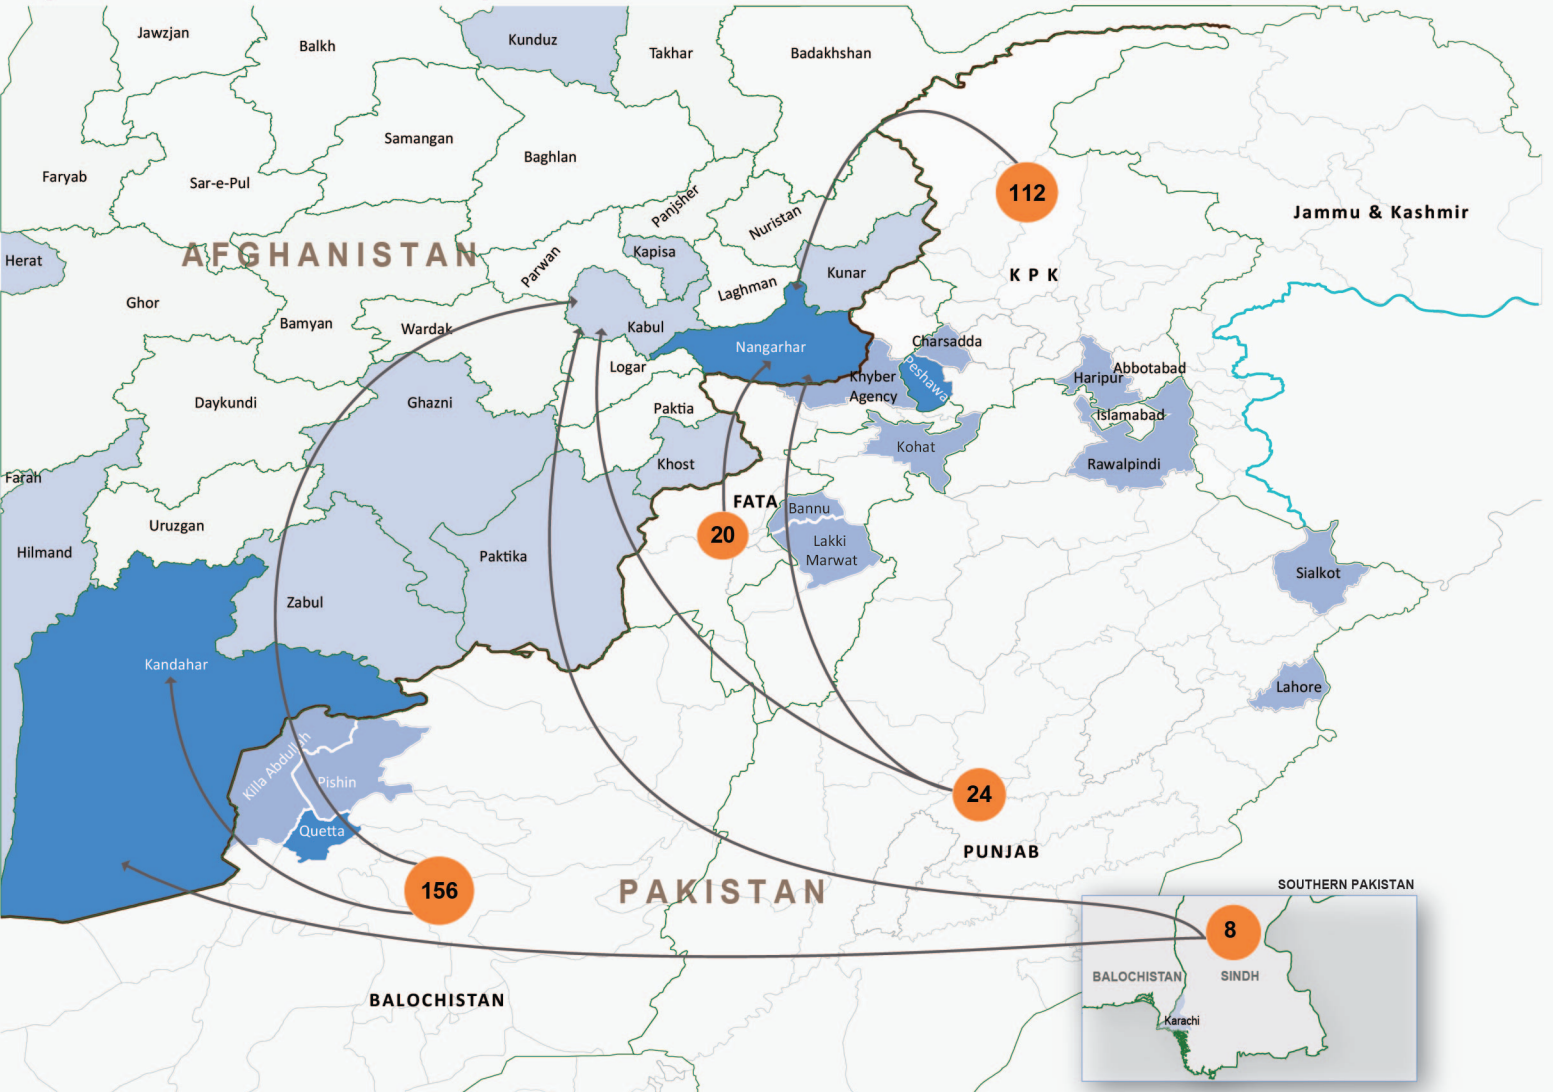 Jawzjan
Balkh
Kunduz
Takhar
Badakhshan
Samangan
Baghlan
Faryab
Sar-e-Pul
Panjsher
Nuristan
112
Jammu & Kashmir
Herat
AFGHANISTAN
Parwan
Kapisa
Laghman
Kunar
KPK
Ghor
Bamyan
Wardak
Kabul
Nangarhar
Charsadda
Logar
Khyber
Agency
Peshawa
Haripur
Abbotabad
Daykundi
Ghazni
Paktia
Islamabad
Kohat
Khost
Rawalpindi
Farah
Uruzgan
FATA
Bannu
Hilmand
Paktika
20
Lakki
Marwat
Sialkot
Zabul
Kandahar
Lahore
Killa Abdullah
Pishin
24
Quetta
PUNJAB
156
PAKISTAN
SOUTHERN PAKISTAN
8
BALOCHISTAN
SINDH
BALOCHISTAN
Karachi